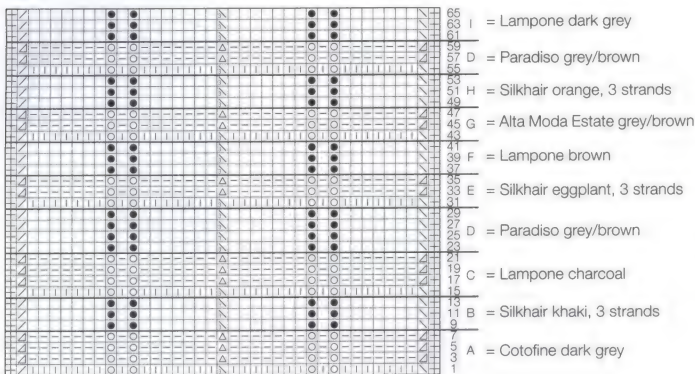 65
63 I = Lampone dark grey
61
59
57 D = Paradiso grey/brown
55
53
51 H = Silkhair orange, 3 strands
49
47
45 G = Alta Moda Estate grey/brown
43
41
39 F = Lampone brown
37
35
33 E = Silkhair eggplant, 3 strands
31
29
27
25 D = Paradiso grey/brown
23
21
19
17 C = Lampone charcoal
15
13
11 B = Silkhair khaki, 3 strands
9
7
5
3 A = Cotofine dark grey
1